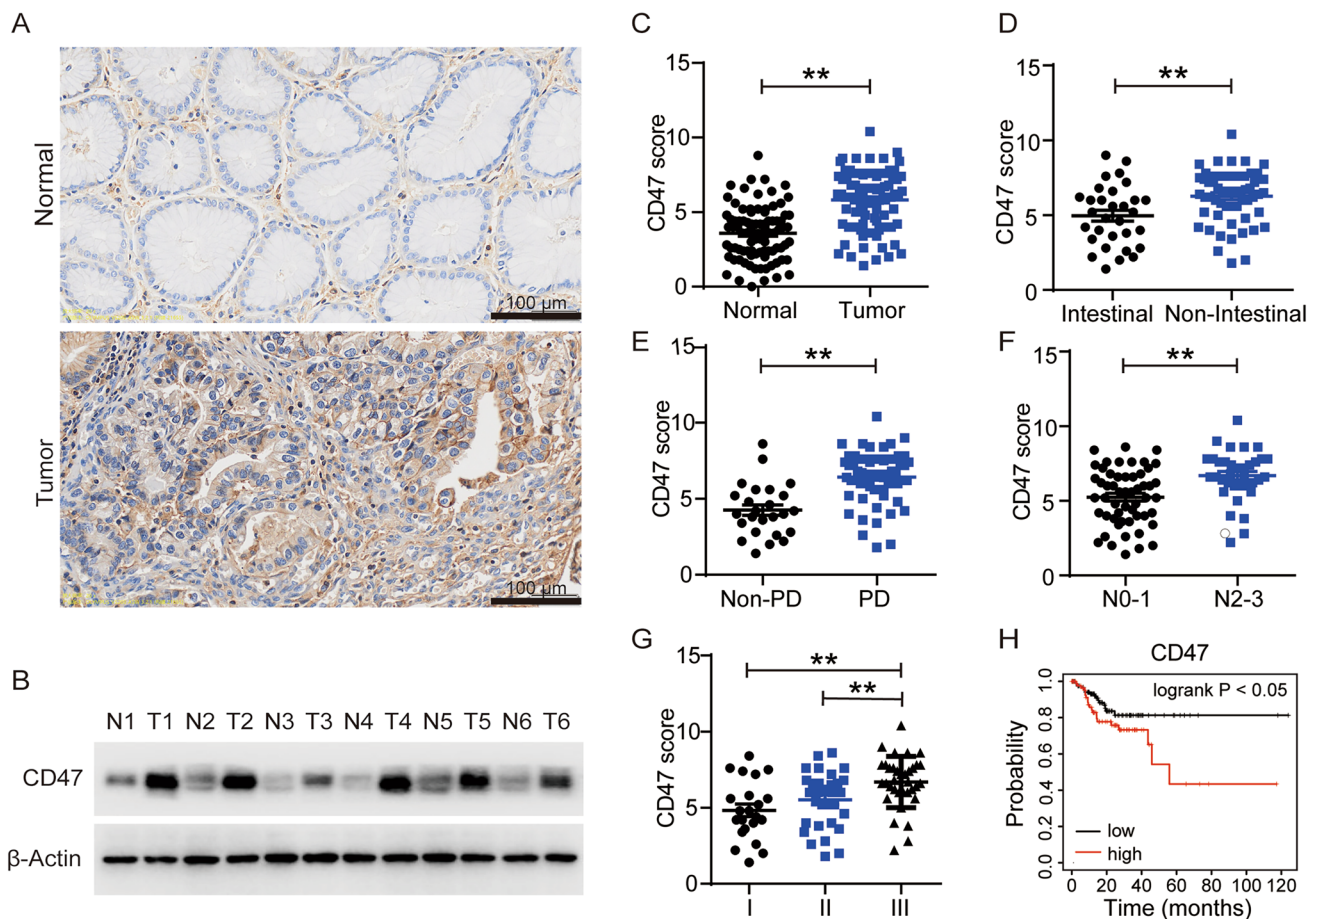 A
Normal
100 µm
Tumor
100 µm
B
N1 T1 N2 T2 N3 T3 N4 T4 N5 T5 N6 T6
CD47
β-Actin
C
CD47 score
15
10
5
0
**
Normal Tumor
D
CD47 score
15
10
5
0
**
Intestinal Non-Intestinal
E
CD47 score
15
10
5
0
**
Non-PD PD
F
CD47 score
15
10
5
0
**
N0-1 N2-3
G
CD47 score
15
10
5
0
**
**
I II III
H
CD47
logrank P < 0.05
Probability
1.0
0.8
0.6
0.4
0.2
0.0
low
high
0 20 40 60 80 100 120
Time (months)